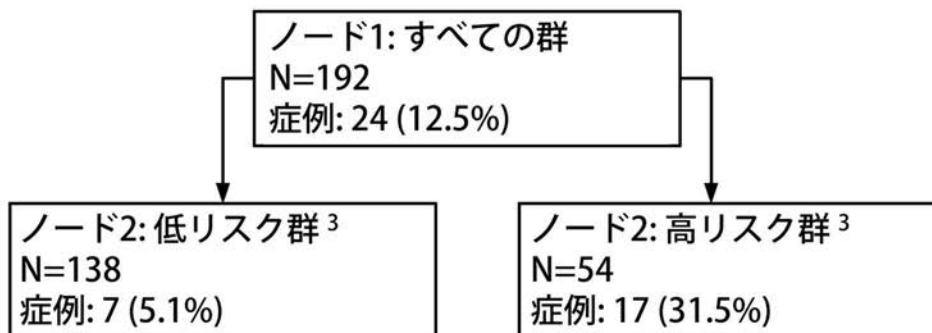 ノード1: すべての群
N=192
症例: 24 (12.5%)
ノード2: 低リスク群 3
N=138
症例: 7 (5.1%)
ノード2: 高リスク群 3
N=54
症例: 17 (31.5%)